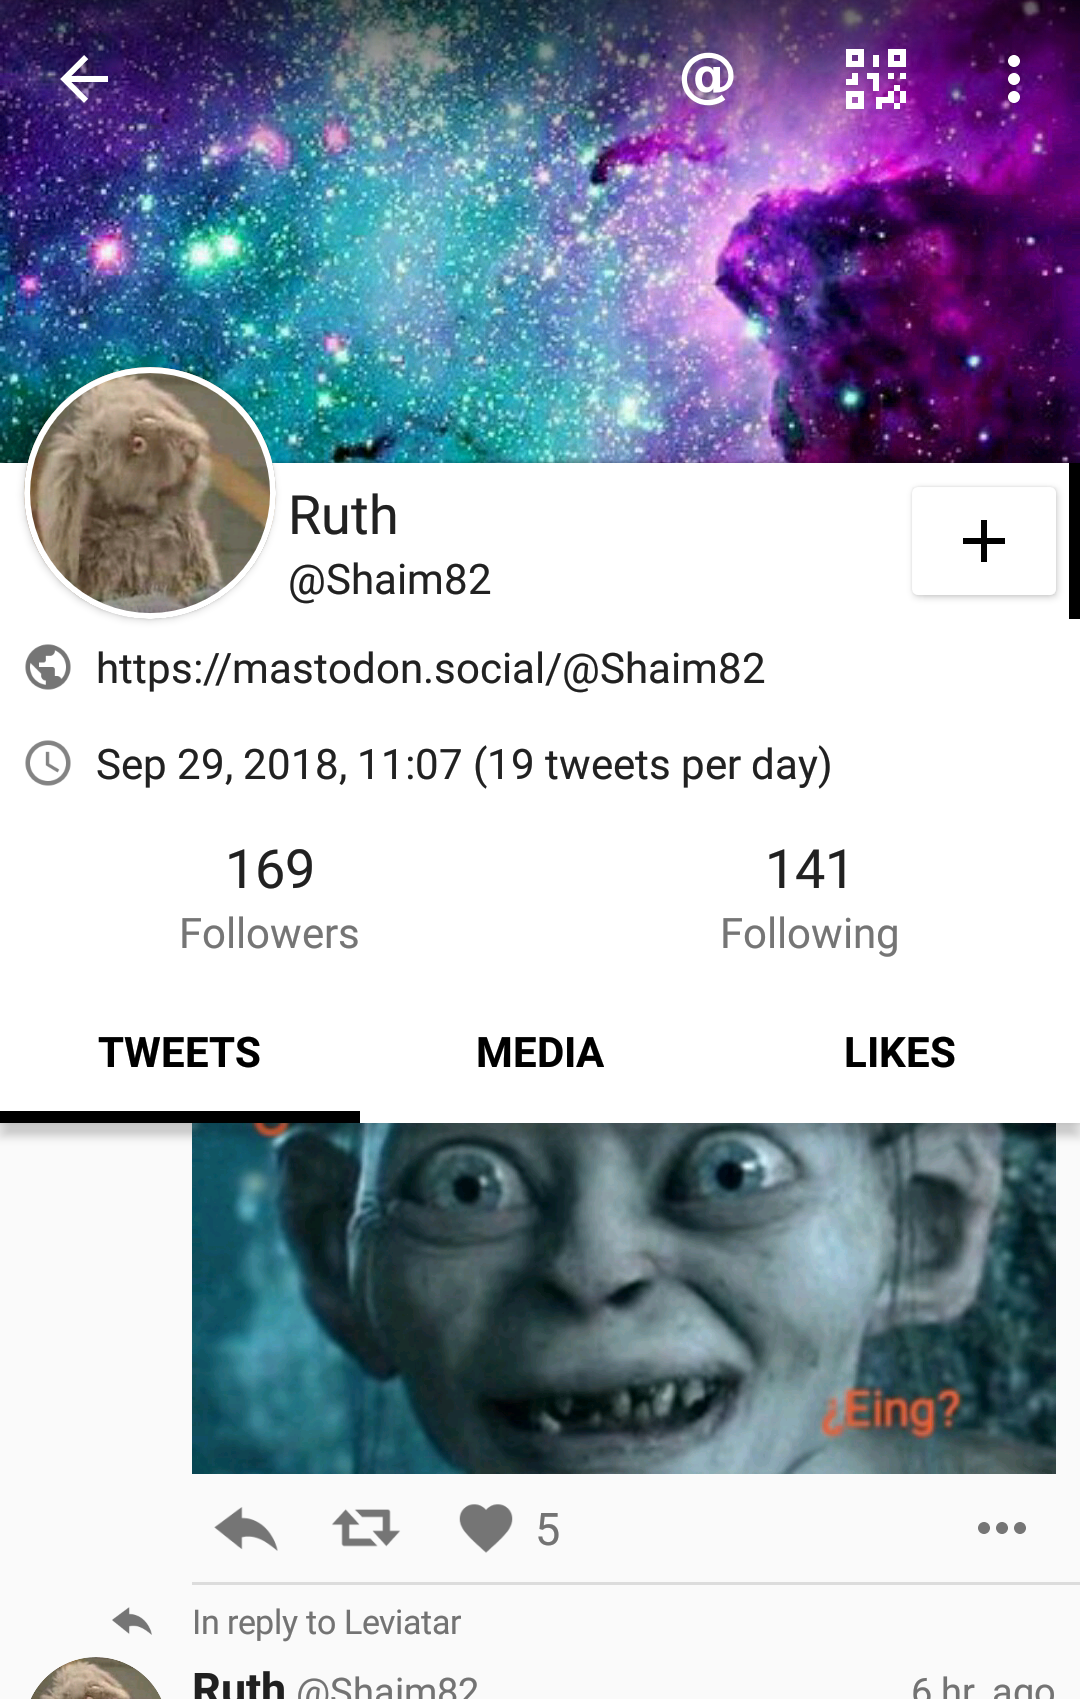 Ruth
@Shaim82
https://mastodon.social/@Shaim82
Sep 29, 2018, 11:07 (19 tweets per day)
169
Followers
141
Following
TWEETS
MEDIA
LIKES
¿Eing?
5
In reply to Leviatar
Ruth @Shaim82
6 hr. ago